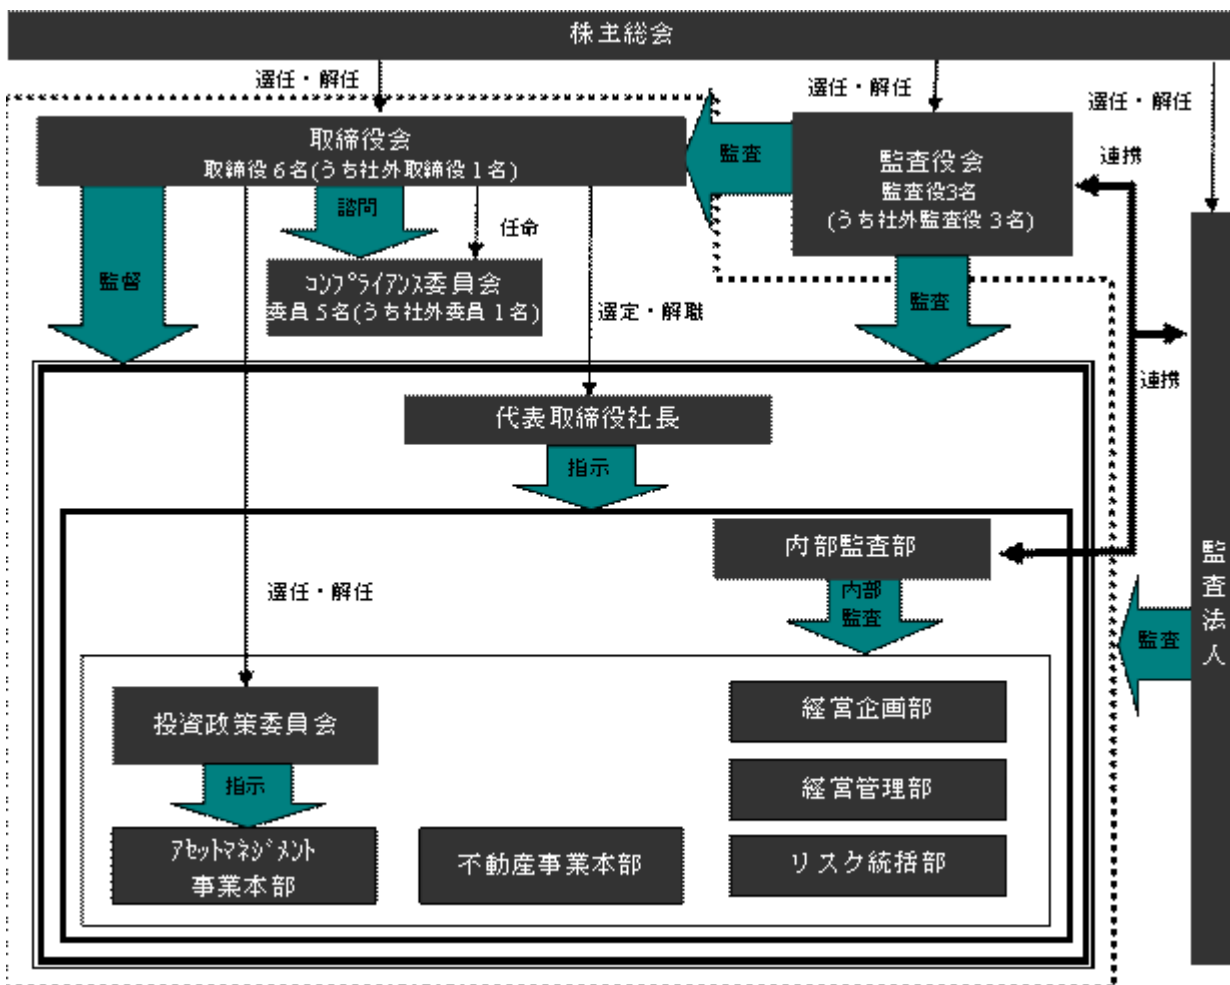 株主総会
選任・解任
選任・解任
選任・解任
取締役会
取締役6名(うち社外取締役1名)
監査
監査役会
監査役3名
(うち社外監査役3名)
連携
諮問
任命
監督
コンプライアンス委員会
委員5名(うち社外委員1名)
選定・解職
監査
連携
代表取締役社長
指示
内部監査部
監査法人
選任・解任
内部
監査
監査
投資政策委員会
経営企画部
指示
経営管理部
アセットマネジメント
事業本部
不動産事業本部
リスク統括部